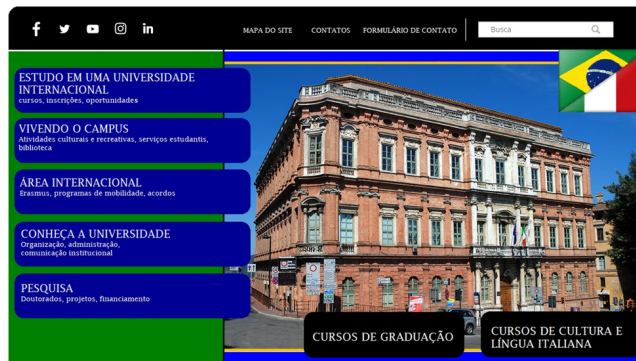 MAPA DO SITE CONTATOS FORMULÁRIO DE CONTATO Busca
ESTUDO EM UMA UNIVERSIDADE
INTERNACIONAL
cursos, inscrições, oportunidades
VIVENDO O CAMPUS
Atividades culturais e recreativas, serviços estudantis,
biblioteca
ÁREA INTERNACIONAL
Erasmus, programas de mobilidade, acordos
CONHEÇA A UNIVERSIDADE
Organização, administração,
comunicação institucional
PESQUISA
Doutorados, projetos, financiamento
CURSOS DE GRADUAÇÃO
CURSOS DE CULTURA E
LÍNGUA ITALIANA